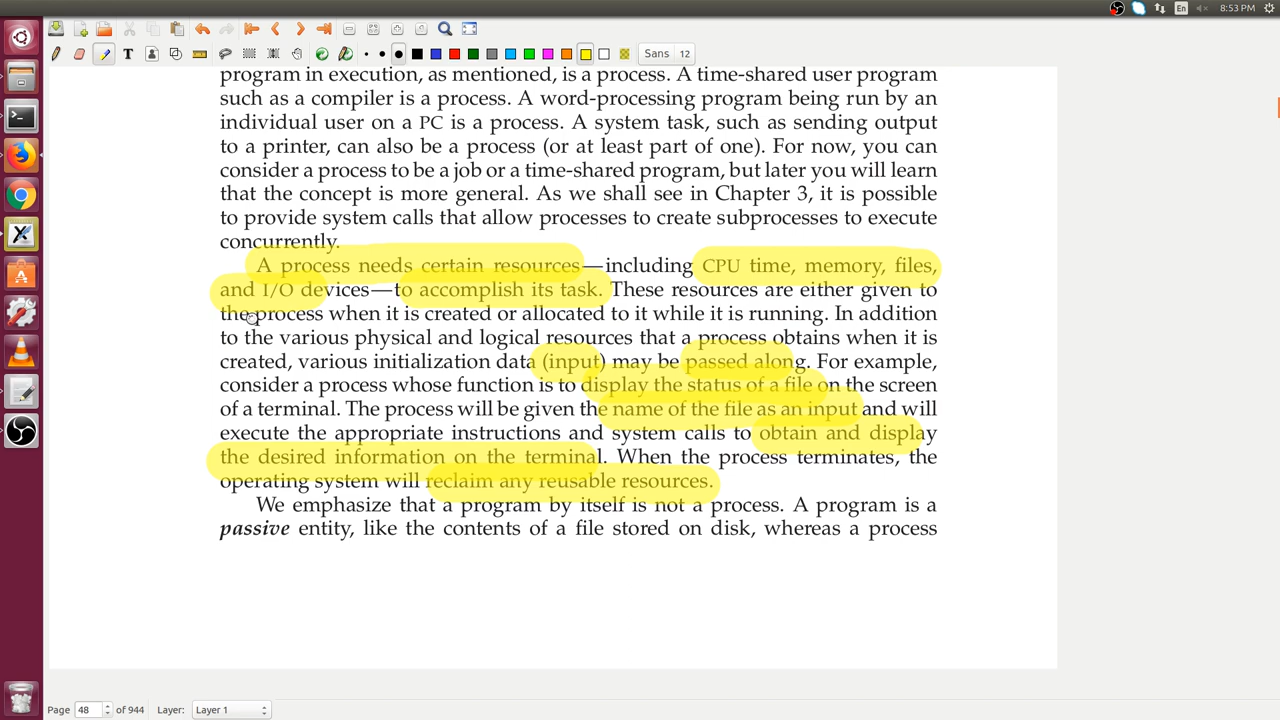 En 8:53 PM
Sans 12
program in execution, as mentioned, is a process. A time-shared user program
such as a compiler is a process. A word-processing program being run by an
individual user on a PC is a process. A system task, such as sending output
to a printer, can also be a process (or at least part of one). For now, you can
consider a process to be a job or a time-shared program, but later you will learn
that the concept is more general. As we shall see in Chapter 3, it is possible
to provide system calls that allow processes to create subprocesses to execute
concurrently.
A process needs certain resources—including CPU time, memory, files,
and I/O devices—to accomplish its task. These resources are either given to
the process when it is created or allocated to it while it is running. In addition
to the various physical and logical resources that a process obtains when it is
created, various initialization data (input) may be passed along. For example,
consider a process whose function is to display the status of a file on the screen
of a terminal. The process will be given the name of the file as an input and will
execute the appropriate instructions and system calls to obtain and display
the desired information on the terminal. When the process terminates, the
operating system will reclaim any reusable resources.
We emphasize that a program by itself is not a process. A program is a
passive entity, like the contents of a file stored on disk, whereas a process
Page 48 of 944 Layer: Layer 1